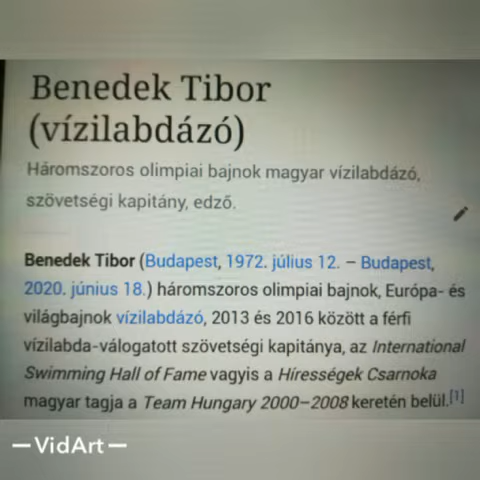 Benedek Tibor
(vízilabdázó)
Háromszoros olimpiai bajnok magyar vízilabdázó,
szövetségi kapitány, edző.
Benedek Tibor (Budapest, 1972. július 12. – Budapest,
2020. június 18.) háromszoros olimpiai bajnok, Európa- és
világbajnok vízilabdázó, 2013 és 2016 között a férfi
vízilabda-válogatott szövetségi kapitánya, az International
Swimming Hall of Fame vagyis a Hírességek Csarnoka
magyar tagja a Team Hungary 2000–2008 keretén belül.[1]
—VidArt—